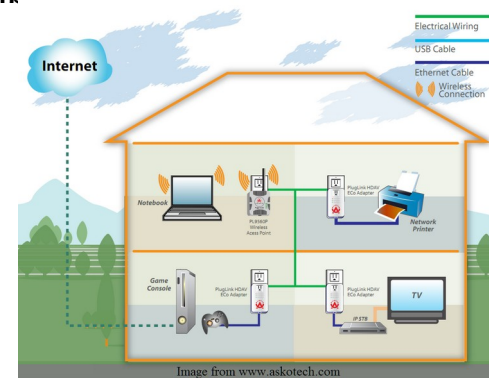 Electrical Wiring
USB Cable
Ethernet Cable
Wireless
Connection
Internet
Notebook
Wireless
Access Point
PlugLink HDAV
ECo Adapter
Network
Printer
Game
Console
PlugLink HDAV
ECo Adapter
PlugLink HDAV
ECo Adapter
IP STB
TV
Image from www.askotech.com